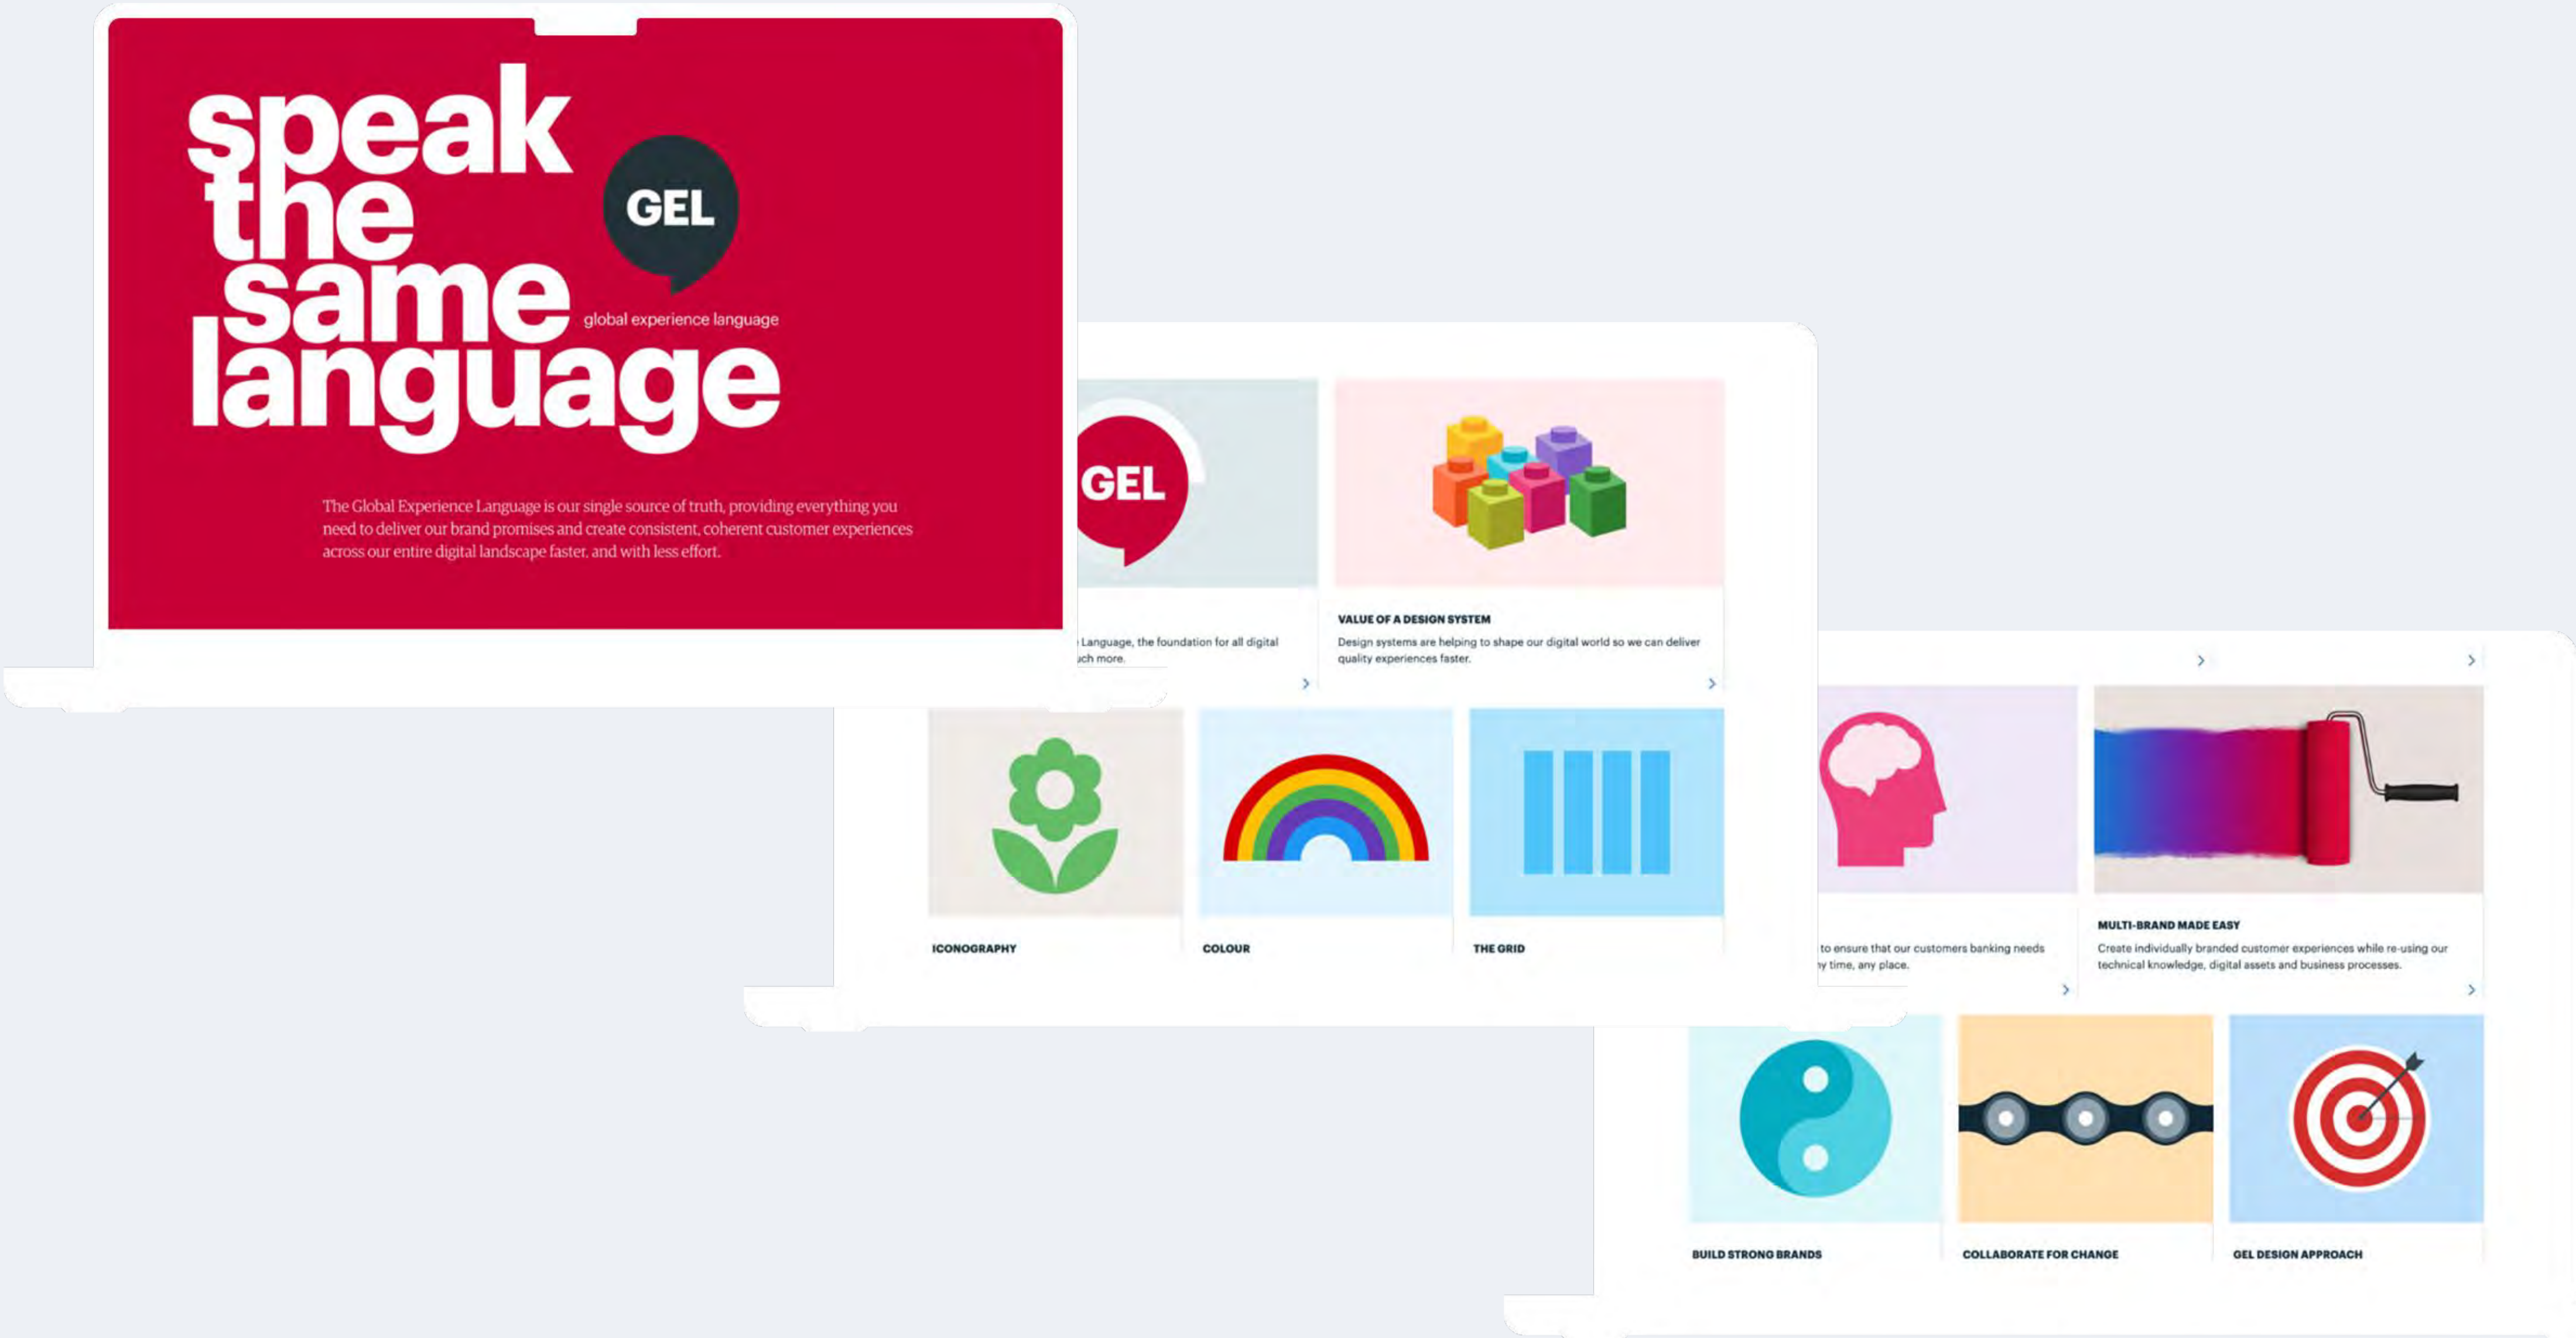 speak
the
same
language
GEL
global experience language
The Global Experience Language is our single source of truth, providing everything you
need to deliver our brand promises and create consistent, coherent customer experiences
across our entire digital landscape faster, and with less effort.
GEL
Language, the foundation for all digital
more.
VALUE OF A DESIGN SYSTEM
Design systems are helping to shape our digital world so we can deliver
quality experiences faster.
ICONOGRAPHY
COLOUR
THE GRID
to ensure that our customers banking needs
time, any place.
MULTI-BRAND MADE EASY
Create individually branded customer experiences while re-using our
technical knowledge, digital assets and business processes.
BUILD STRONG BRANDS
COLLABORATE FOR CHANGE
GEL DESIGN APPROACH